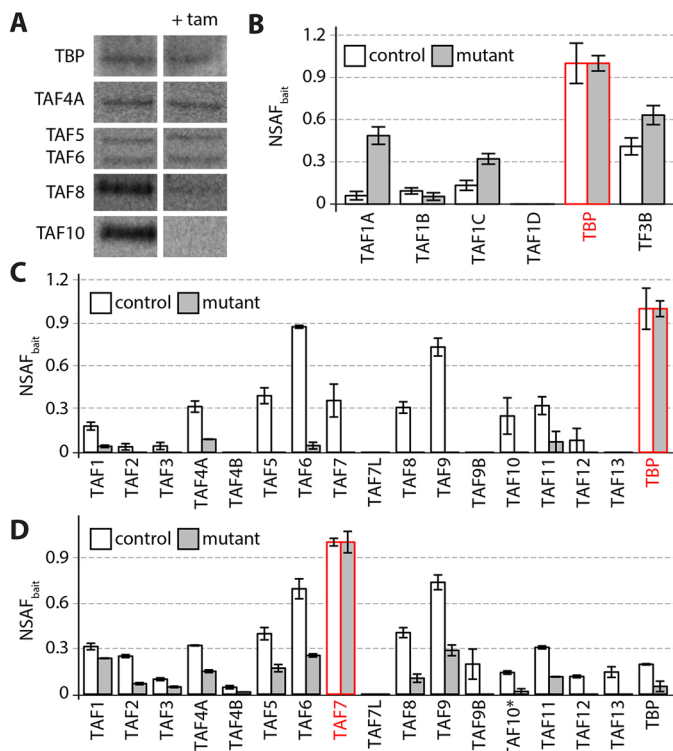 A
+ tam
TBP
TAF4A
TAF5
TAF6
TAF8
TAF10
B
control mutant
NSAFbait
1.2
0.9
0.6
0.3
0
TAF1A TAF1B TAF1C TAF1D TBP TF3B
C
control mutant
NSAFbait
1.2
0.9
0.6
0.3
0
TAF1 TAF2 TAF3 TAF4A TAF4B TAF5 TAF6 TAF7 TAF7L TAF8 TAF9 TAF9B TAF10 TAF11 TAF12 TAF13 TBP
D
control mutant
NSAFbait
0.9
0.6
0.3
0
TAF1 TAF2 TAF3 TAF4A TAF4B TAF5 TAF6 TAF7 TAF7L TAF8 TAF9 TAF9B TAF10* TAF11 TAF12 TAF13 TBP